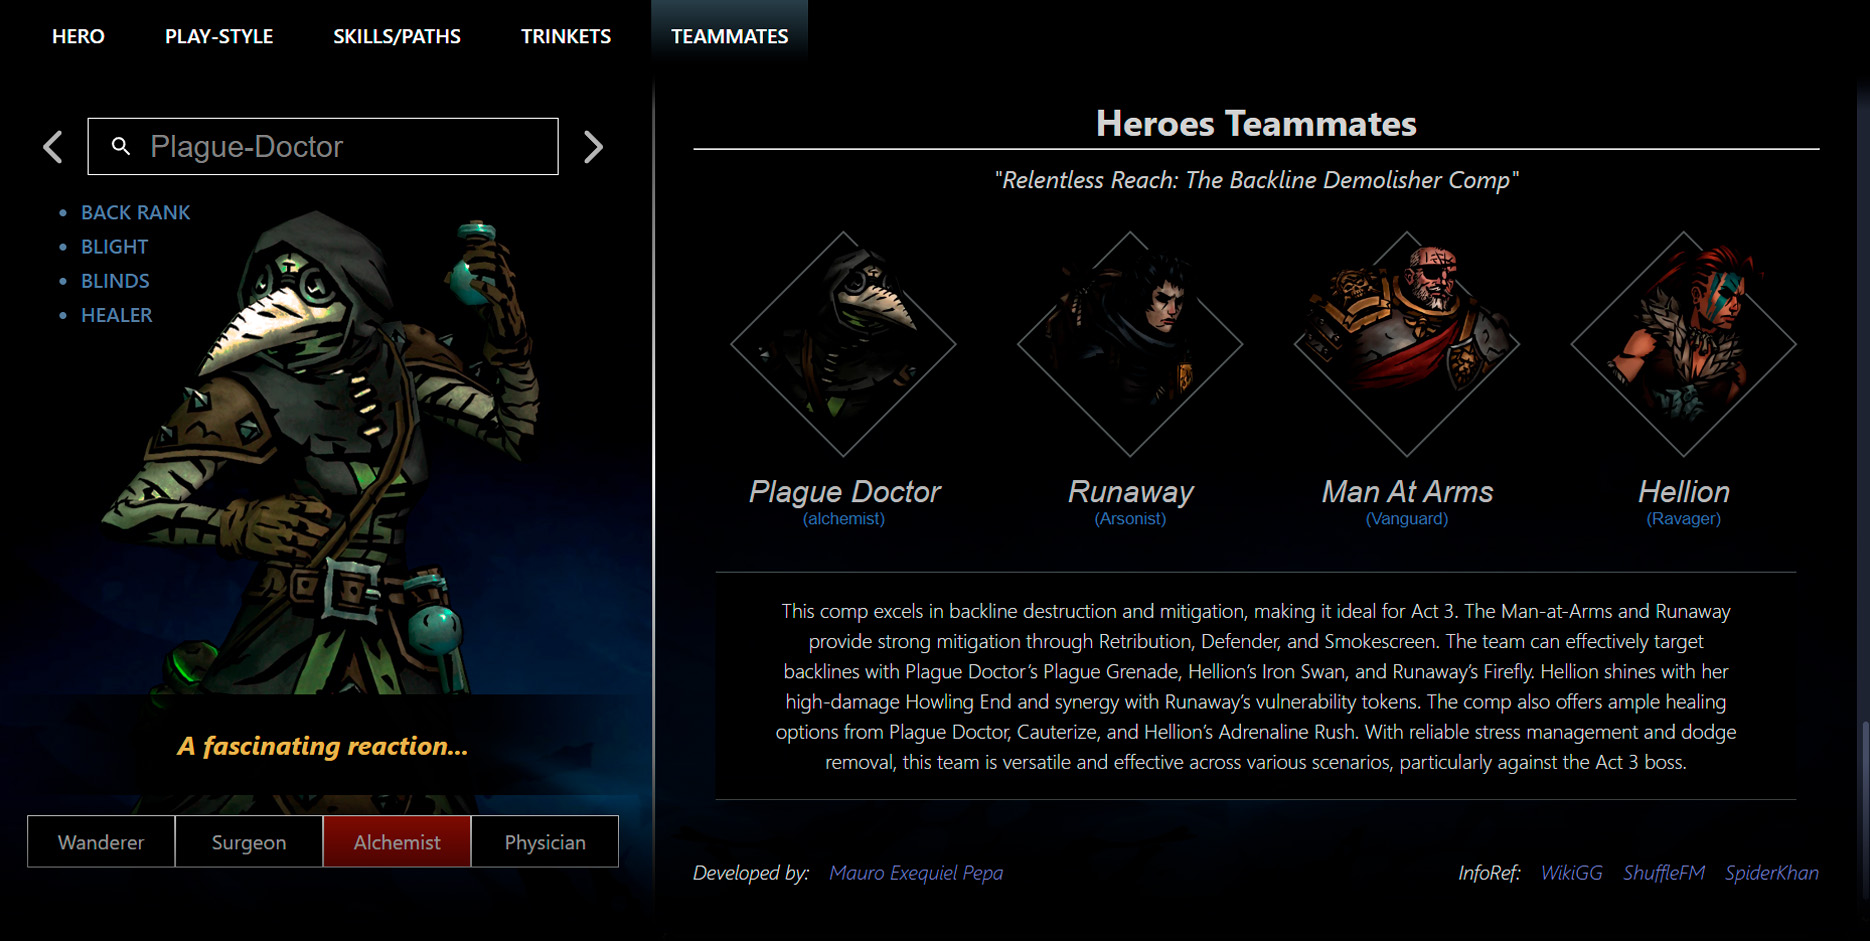 HERO PLAY-STYLE SKILLS/PATHS TRINKETS TEAMMATES
Plague-Doctor
BACK RANK
BLIGHT
BLINDS
HEALER
A fascinating reaction...
Wanderer Surgeon Alchemist Physician
Heroes Teammates
"Relentless Reach: The Backline Demolisher Comp"
Plague Doctor
(alchemist)
Runaway
(Arsonist)
Man At Arms
(Vanguard)
Hellion
(Ravager)
This comp excels in backline destruction and mitigation, making it ideal for Act 3. The Man-at-Arms and Runaway
provide strong mitigation through Retribution, Defender, and Smokescreen. The team can effectively target
backlines with Plague Doctor’s Plague Grenade, Hellion’s Iron Swan, and Runaway’s Firefly. Hellion shines with her
high-damage Howling End and synergy with Runaway’s vulnerability tokens. The comp also offers ample healing
options from Plague Doctor, Cauterize, and Hellion’s Adrenaline Rush. With reliable stress management and dodge
removal, this team is versatile and effective across various scenarios, particularly against the Act 3 boss.
Developed by: Mauro Exequiel Pepa
InfoRef: WikiGG ShuffleFM SpiderKhan